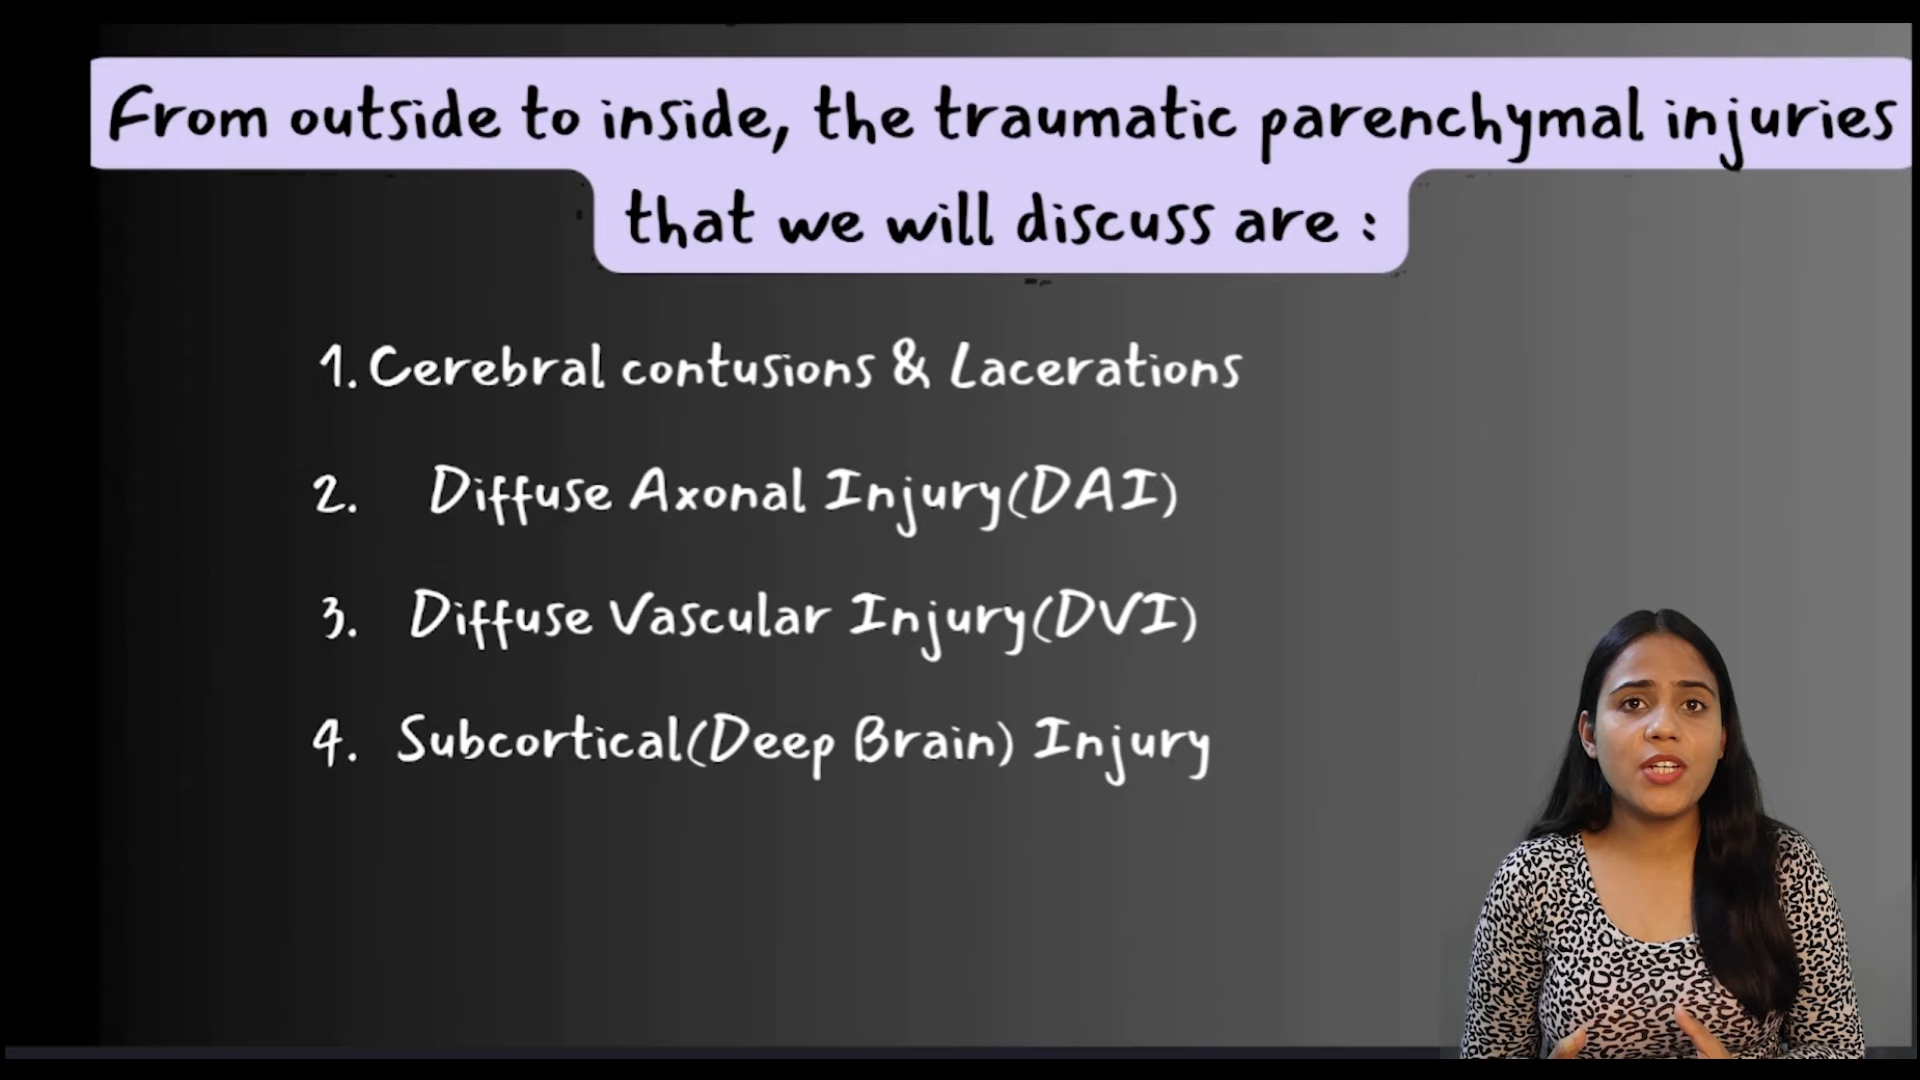 From outside to inside, the traumatic parenchymal injuries
that we will discuss are :
1. Cerebral contusions & Lacerations
2. Diffuse Axonal Injury(DAI)
3. Diffuse Vascular Injury(DVI)
4. Subcortical(Deep Brain) Injury